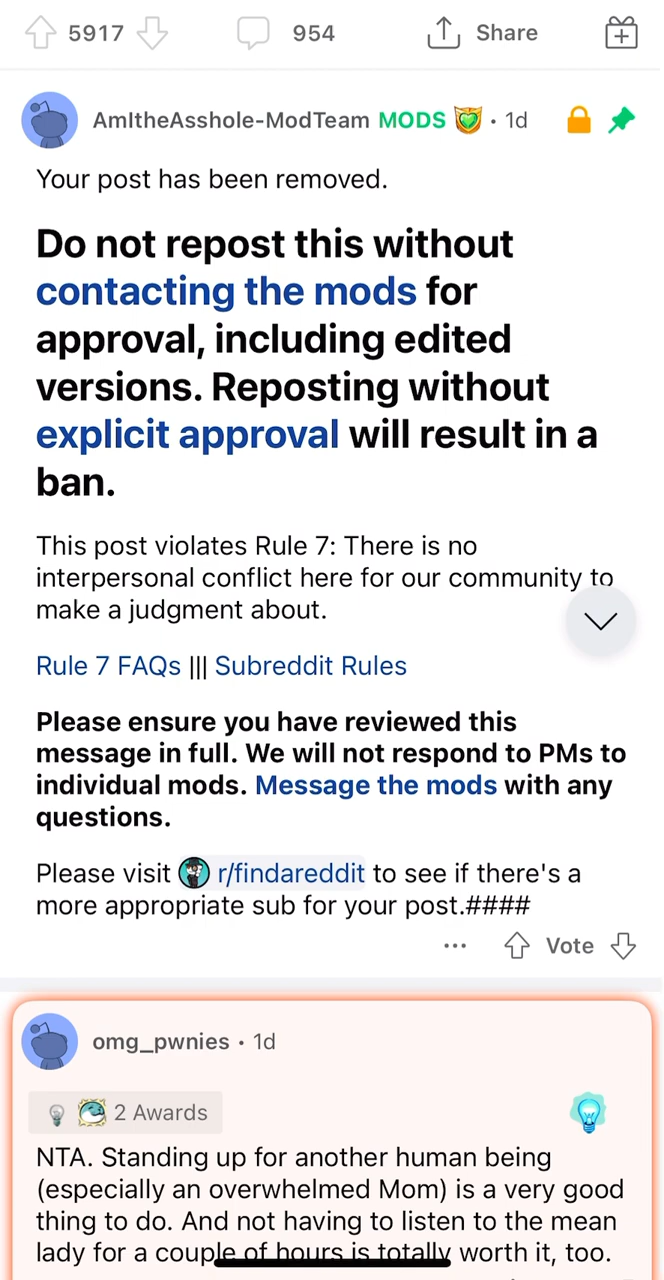 5917 954 Share
AmItheAsshole-ModTeam MODS · 1d
Your post has been removed.
Do not repost this without
contacting the mods for
approval, including edited
versions. Reposting without
explicit approval will result in a
ban.
This post violates Rule 7: There is no
interpersonal conflict here for our community to
make a judgment about.
Rule 7 FAQs ||| Subreddit Rules
Please ensure you have reviewed this
message in full. We will not respond to PMs to
individual mods. Message the mods with any
questions.
Please visit r/findareddit to see if there's a
more appropriate sub for your post.####
... Vote
omg_pwnies · 1d
2 Awards
NTA. Standing up for another human being
(especially an overwhelmed Mom) is a very good
thing to do. And not having to listen to the mean
lady for a couple of hours is totally worth it, too.